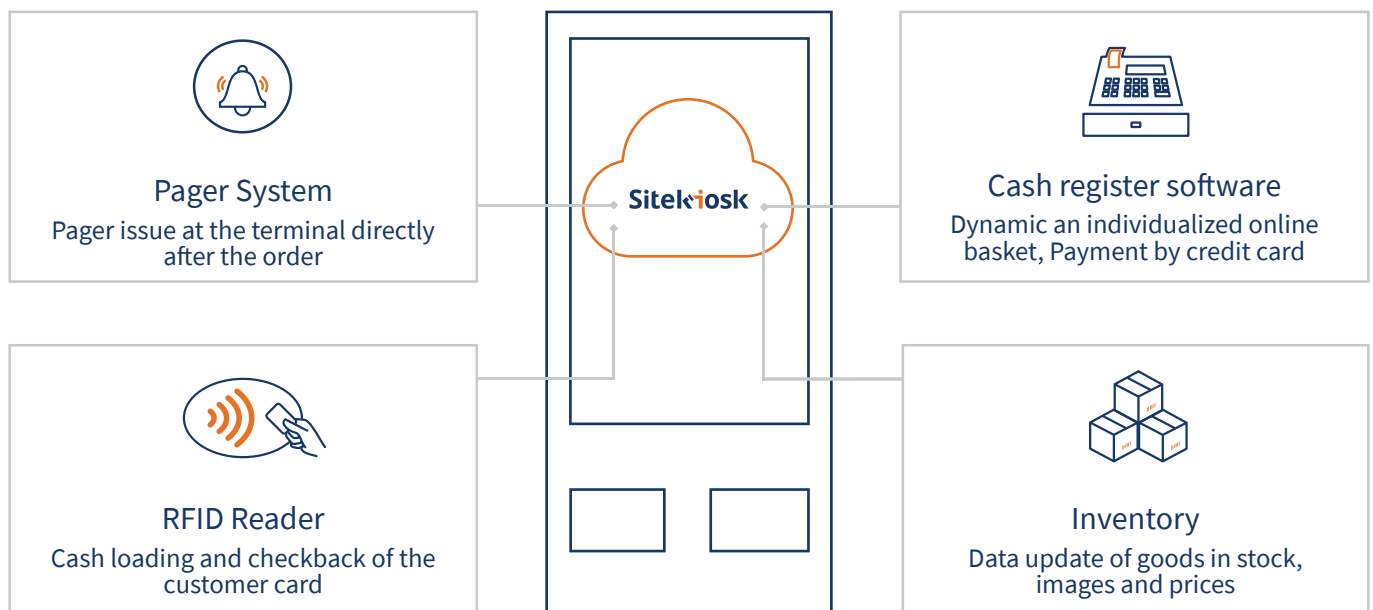 Pager System
Pager issue at the terminal directly
after the order
Sitekiosk
Cash register software
Dynamic an individualized online
basket, Payment by credit card
RFID Reader
Cash loading and checkback of the
customer card
Inventory
Data update of goods in stock,
images and prices